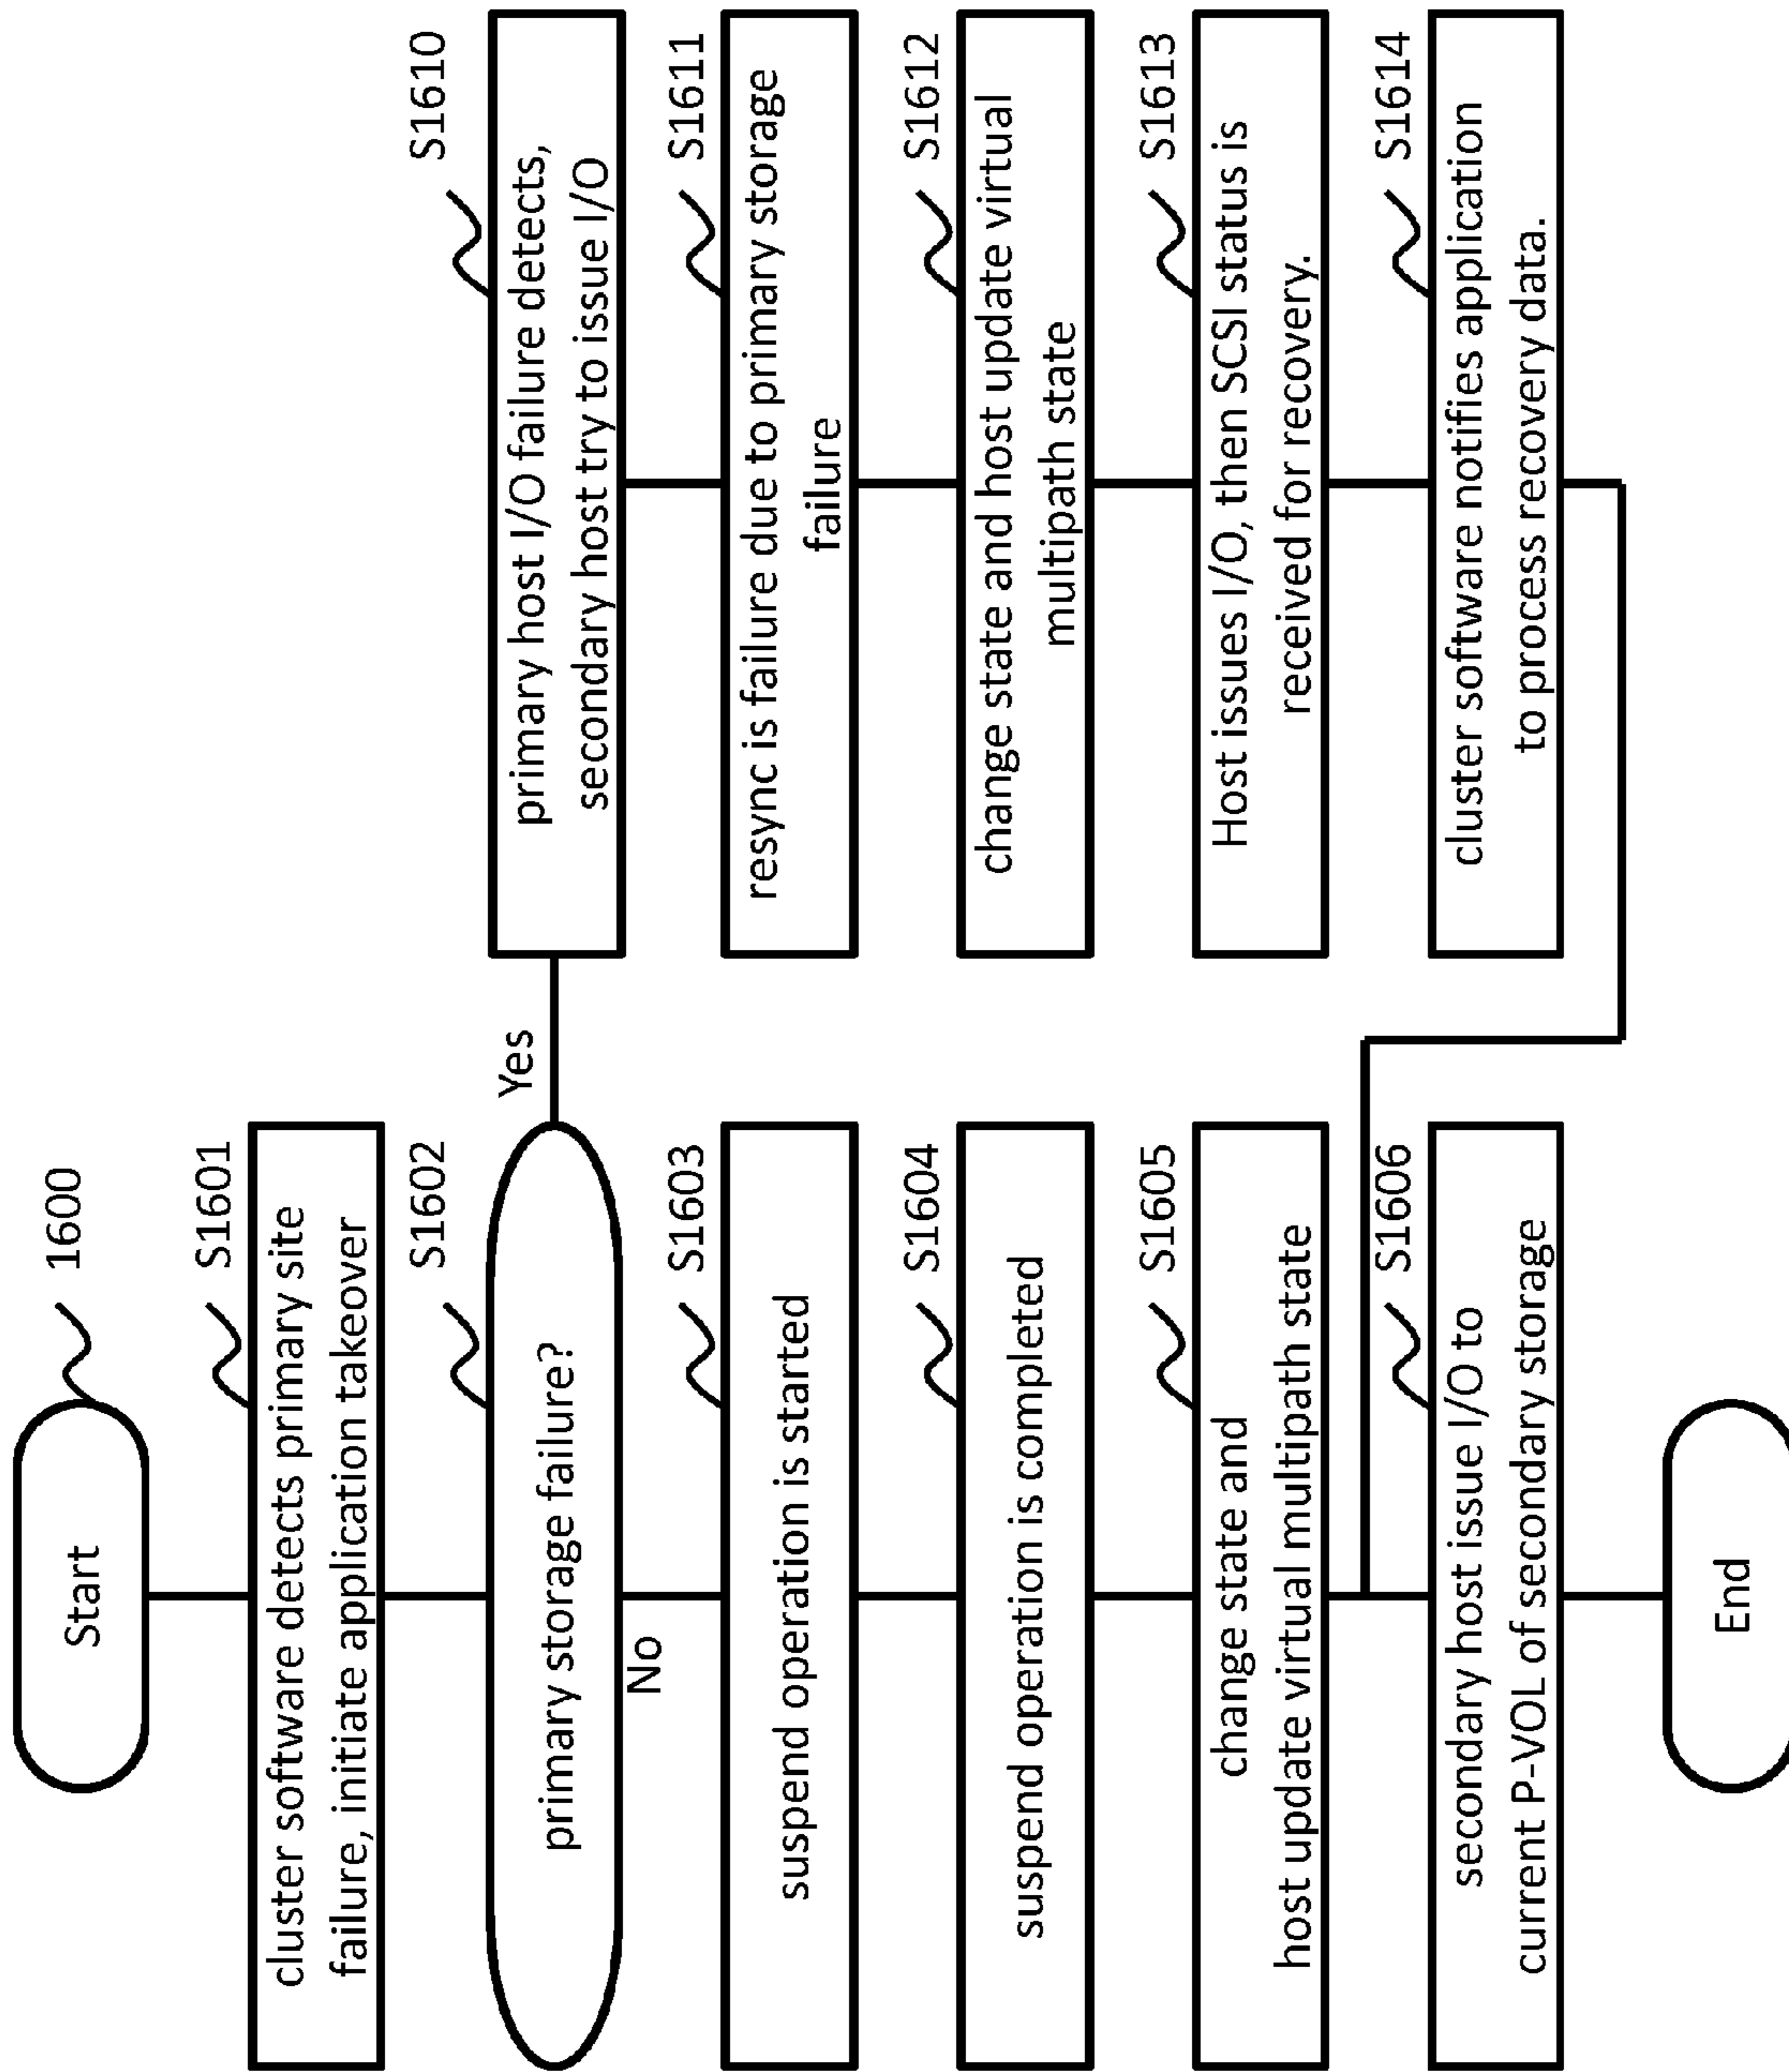 1600
Start
S1601
cluster software detects primary site
failure, initiate application takeover
S1602
primary storage failure?
Yes
No
S1603
suspend operation is started
S1604
suspend operation is completed
S1605
change state and
host update virtual multipath state
S1606
secondary host issue I/O to
current P-VOL of secondary storage
End
S1610
primary host I/O failure detects,
secondary host try to issue I/O
S1611
resync is failure due to primary storage
failure
S1612
change state and host update virtual
multipath state
S1613
Host issues I/O, then SCSI status is
received for recovery.
S1614
cluster software notifies application
to process recovery data.